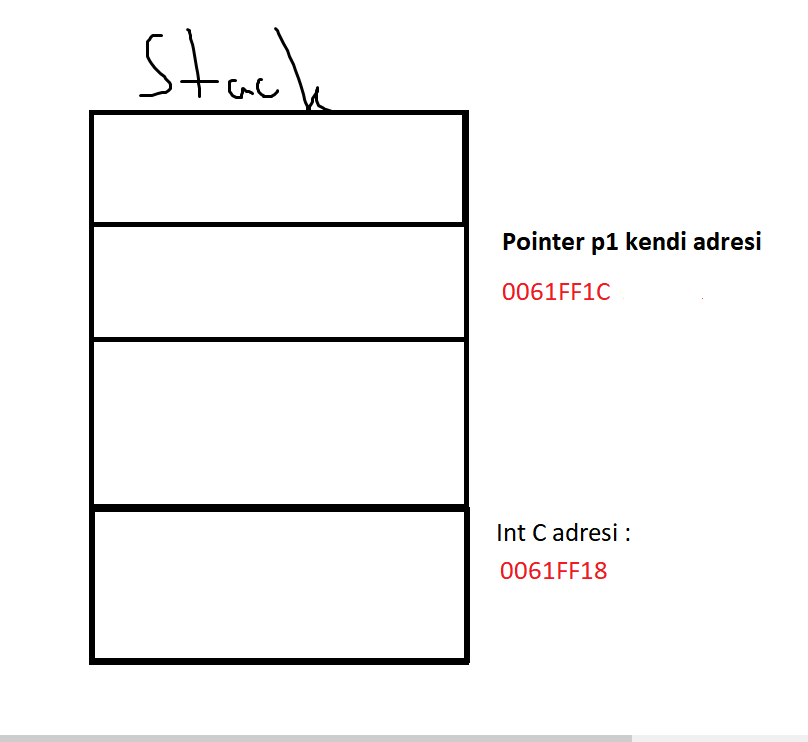 Stack
Pointer p1 kendi adresi
0061FF1C
Int C adresi :
0061FF18